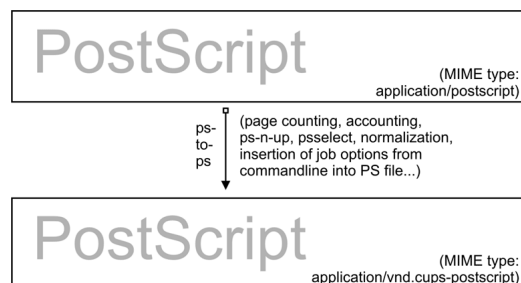 PostScript
(MIME type:
application/postscript)
ps-
to-
ps
(page counting, accounting,
ps-n-up, psselect, normalization,
insertion of job options from
commandline into PS file...)
PostScript
(MIME type:
application/vnd.cups-postscript)